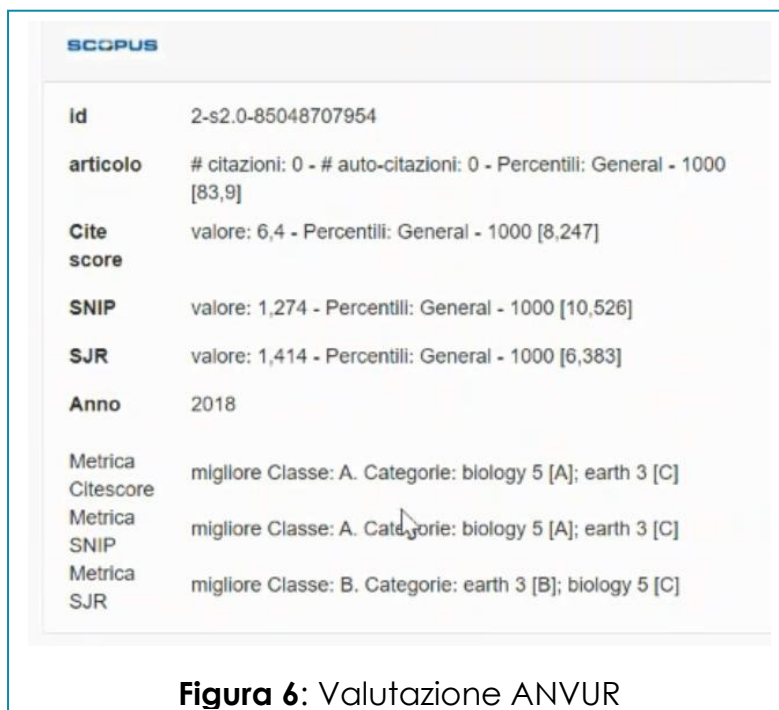 SCOPUS
id 2-s2.0-85048707954
articolo # citazioni: 0 - # auto-citazioni: 0 - Percentili: General - 1000
[83,9]
Cite valore: 6,4 - Percentili: General - 1000 [8,247]
score
SNIP valore: 1,274 - Percentili: General - 1000 [10,526]
SJR valore: 1,414 - Percentili: General - 1000 [6,383]
Anno 2018
Metrica
Citescore migliore Classe: A. Categorie: biology 5 [A]; earth 3 [C]
Metrica
SNIP migliore Classe: A. Categorie: biology 5 [A]; earth 3 [C]
Metrica
SJR migliore Classe: B. Categorie: earth 3 [B]; biology 5 [C]
Figura 6: Valutazione ANVUR